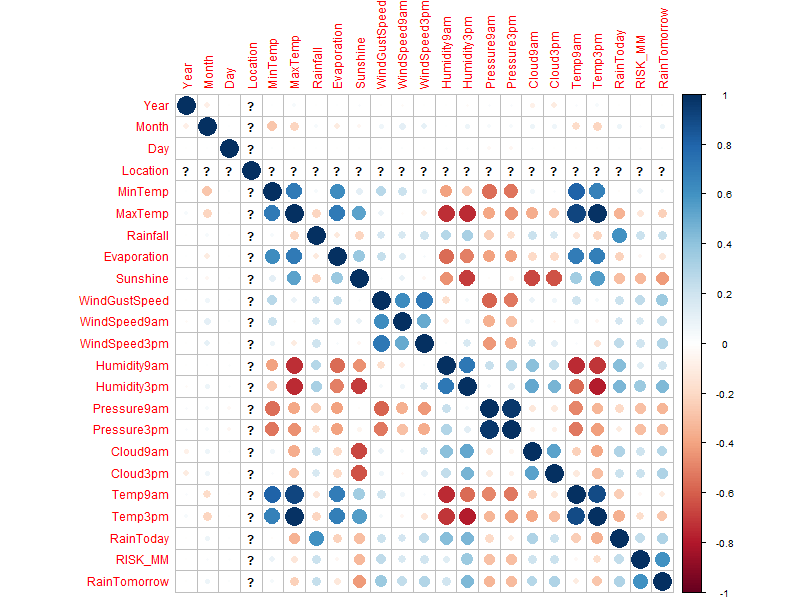 Year
Month
Day
Location
MinTemp
MaxTemp
Rainfall
Evaporation
Sunshine
WindGustSpeed
WindSpeed9am
WindSpeed3pm
Humidity9am
Humidity3pm
Pressure9am
Pressure3pm
Cloud9am
Cloud3pm
Temp9am
Temp3pm
RainToday
RISK_MM
RainTomorrow
Year ?
Month ?
Day ?
Location ? ? ? ? ? ? ? ? ? ? ? ? ? ? ? ? ? ? ? ? ? ?
MinTemp ?
MaxTemp ?
Rainfall ?
Evaporation ?
Sunshine ?
WindGustSpeed ?
WindSpeed9am ?
WindSpeed3pm ?
Humidity9am ?
Humidity3pm ?
Pressure9am ?
Pressure3pm ?
Cloud9am ?
Cloud3pm ?
Temp9am ?
Temp3pm ?
RainToday ?
RISK_MM ?
RainTomorrow ?
1
0.8
0.6
0.4
0.2
0
-0.2
-0.4
-0.6
-0.8
-1